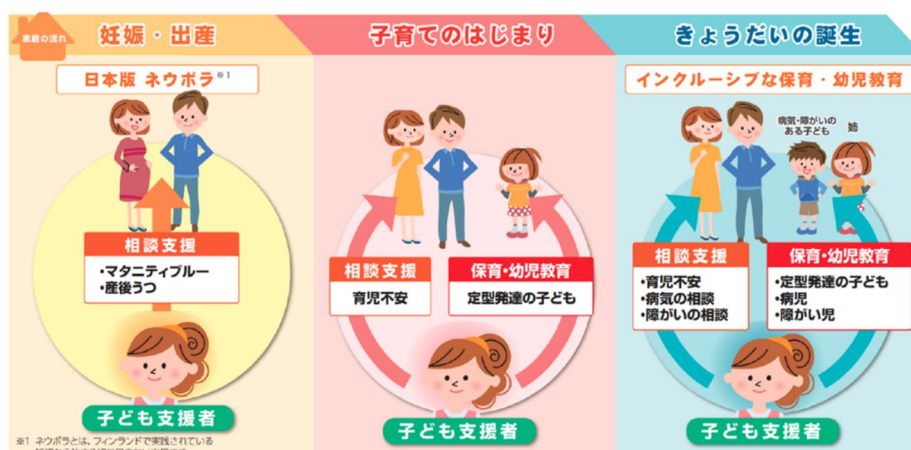 家庭の流れ
妊娠・出産
子育てのはじまり
きょうだいの誕生
日本版 ネウボラ※1
相談支援
・マタニティブルー
・産後うつ
子ども支援者
※1 ネウボラとは、フィンランドで実践されている
相談支援
育児不安
保育・幼児教育
定型発達の子ども
子ども支援者
インクルーシブな保育・幼児教育
病気・障がいの
ある子ども
姉
相談支援
・育児不安
・病気の相談
・障がいの相談
保育・幼児教育
・定型発達の子ども
・病児
・障がい児
子ども支援者